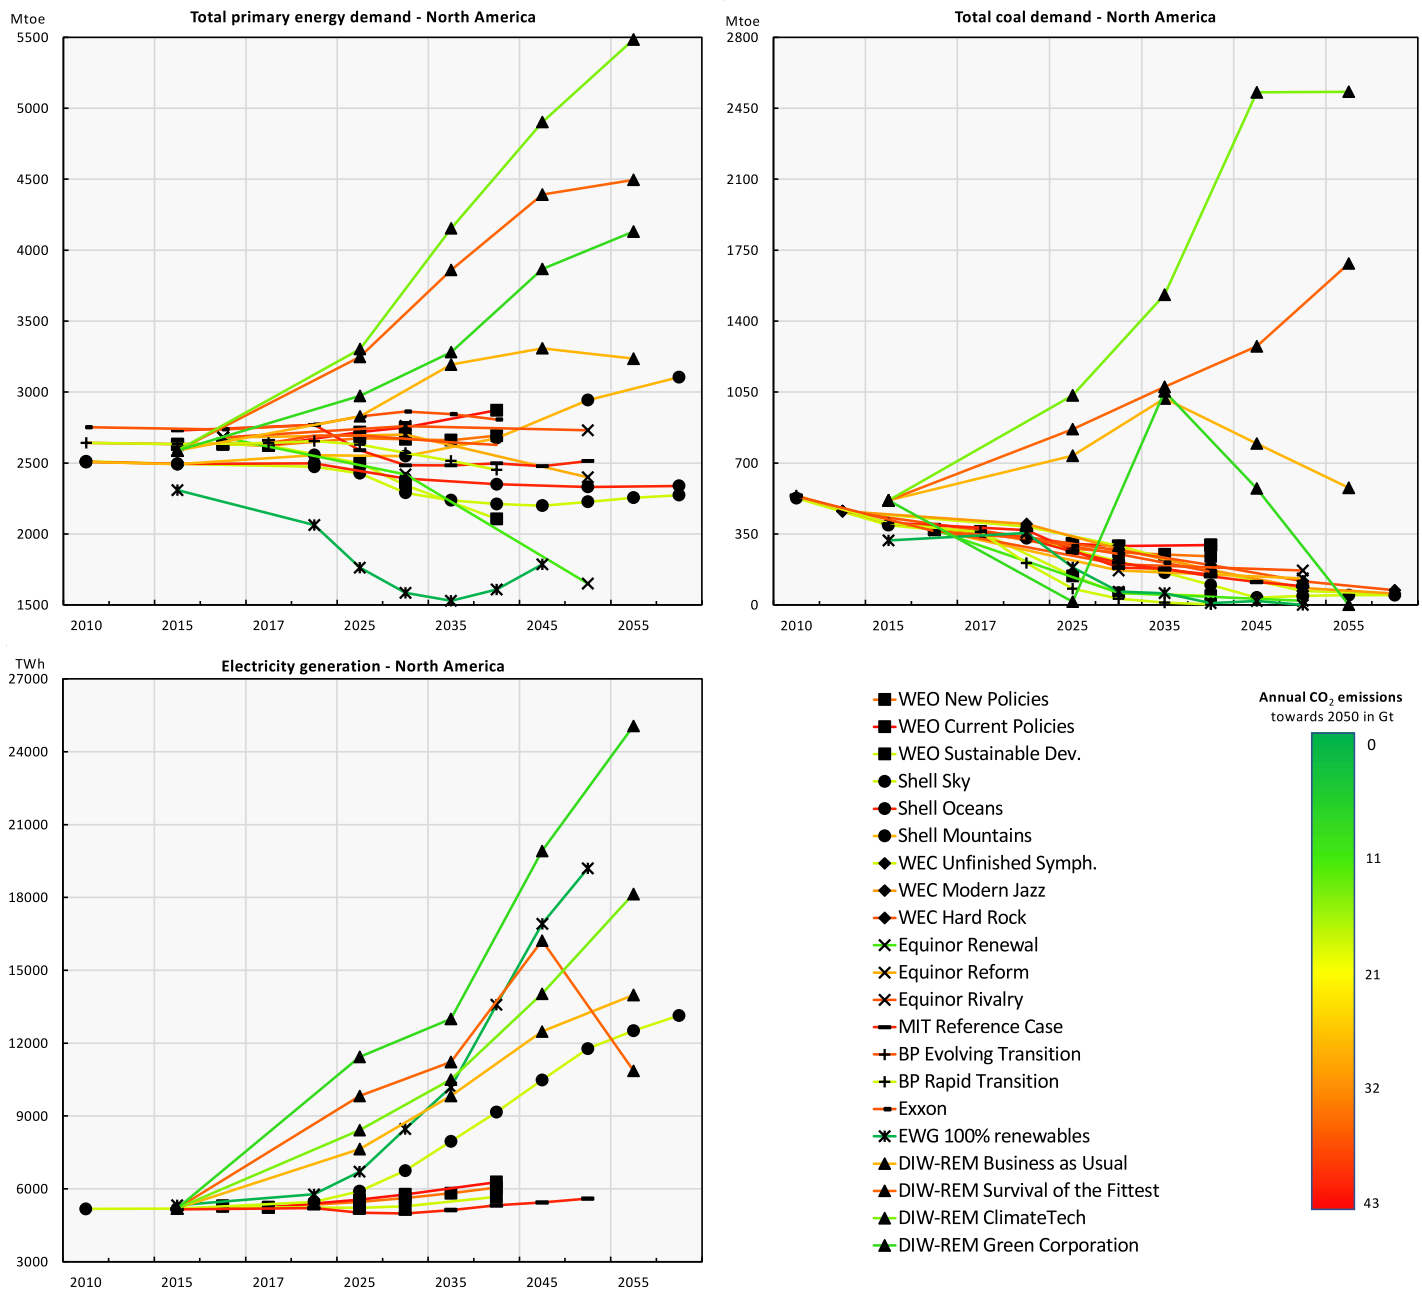 Total primary energy demand - North America
Mtoe
5500
5000
4500
4000
3500
3000
2500
2000
1500
2010
2015
2017
2025
2035
2045
2055
Total coal demand - North America
Mtoe
2800
2450
2100
1750
1400
1050
700
350
0
2010
2015
2017
2025
2035
2045
2055
Electricity generation - North America
TWh
27000
24000
21000
18000
15000
12000
9000
6000
3000
2010
2015
2017
2025
2035
2045
2055
WEO New Policies
WEO Current Policies
WEO Sustainable Dev.
Shell Sky
Shell Oceans
Shell Mountains
WEC Unfinished Symph.
WEC Modern Jazz
WEC Hard Rock
Equinor Renewal
Equinor Reform
Equinor Rivalry
MIT Reference Case
BP Evolving Transition
BP Rapid Transition
Exxon
EWG 100% renewables
DIW-REM Business as Usual
DIW-REM Survival of the Fittest
DIW-REM ClimateTech
DIW-REM Green Corporation
Annual CO₂ emissions
towards 2050 in Gt
0
11
21
32
43